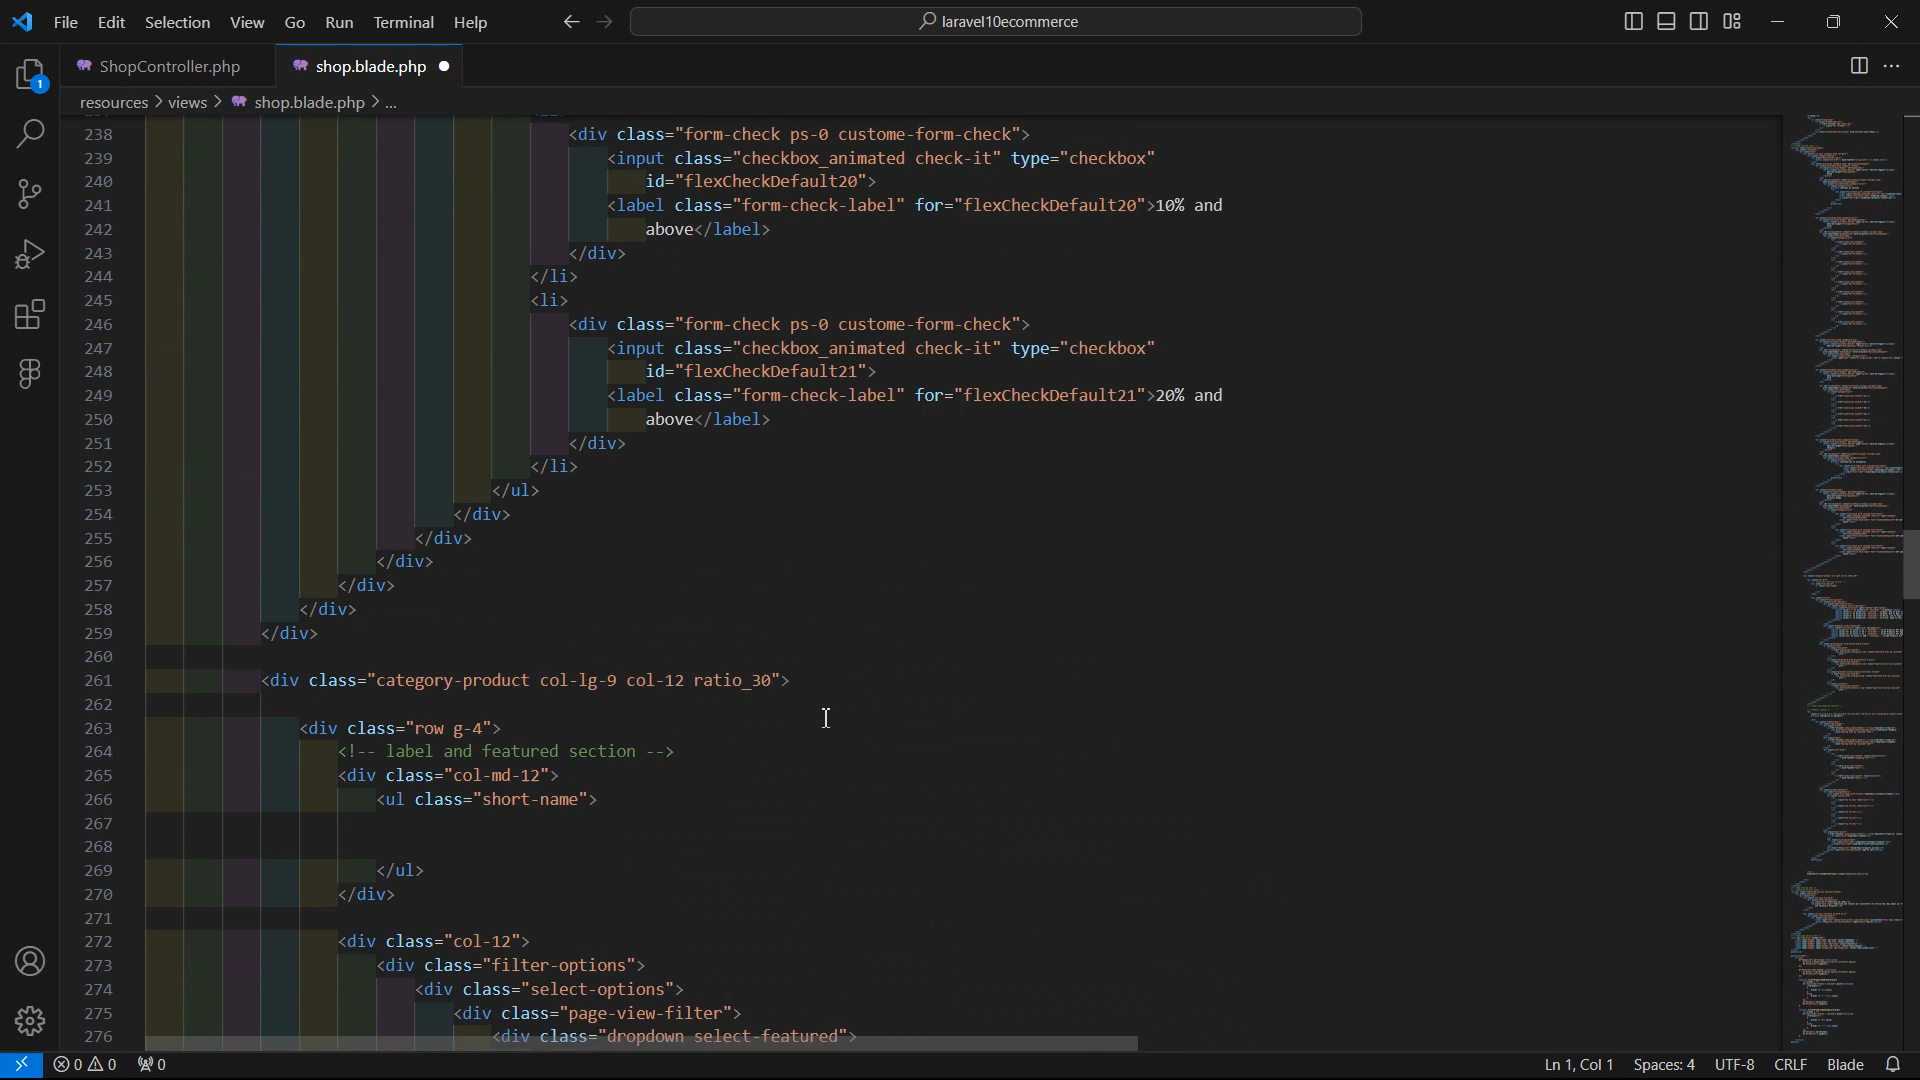 File Edit Selection View Go Run Terminal Help
laravel10ecommerce
ShopController.php
shop.blade.php
1
resources > views > shop.blade.php > ...
238 <div class="form-check ps-0 custome-form-check">
239 <input class="checkbox_animated check-it" type="checkbox"
240 id="flexCheckDefault20">
241 <label class="form-check-label" for="flexCheckDefault20">10% and
242 above</label>
243 </div>
244 </li>
245 <li>
246 <div class="form-check ps-0 custome-form-check">
247 <input class="checkbox_animated check-it" type="checkbox"
248 id="flexCheckDefault21">
249 <label class="form-check-label" for="flexCheckDefault21">20% and
250 above</label>
251 </div>
252 </li>
253 </ul>
254 </div>
255 </div>
256 </div>
257 </div>
258 </div>
259 </div>
260
261 <div class="category-product col-lg-9 col-12 ratio_30">
262
263 <div class="row g-4">
264 <!-- label and featured section -->
265 <div class="col-md-12">
266 <ul class="short-name">
267
268
269 </ul>
270 </div>
271
272 <div class="col-12">
273 <div class="filter-options">
274 <div class="select-options">
275 <div class="page-view-filter">
276 <div class="dropdown select-featured">
0 0 0 Ln 1, Col 1 Spaces: 4 UTF-8 CRLF Blade